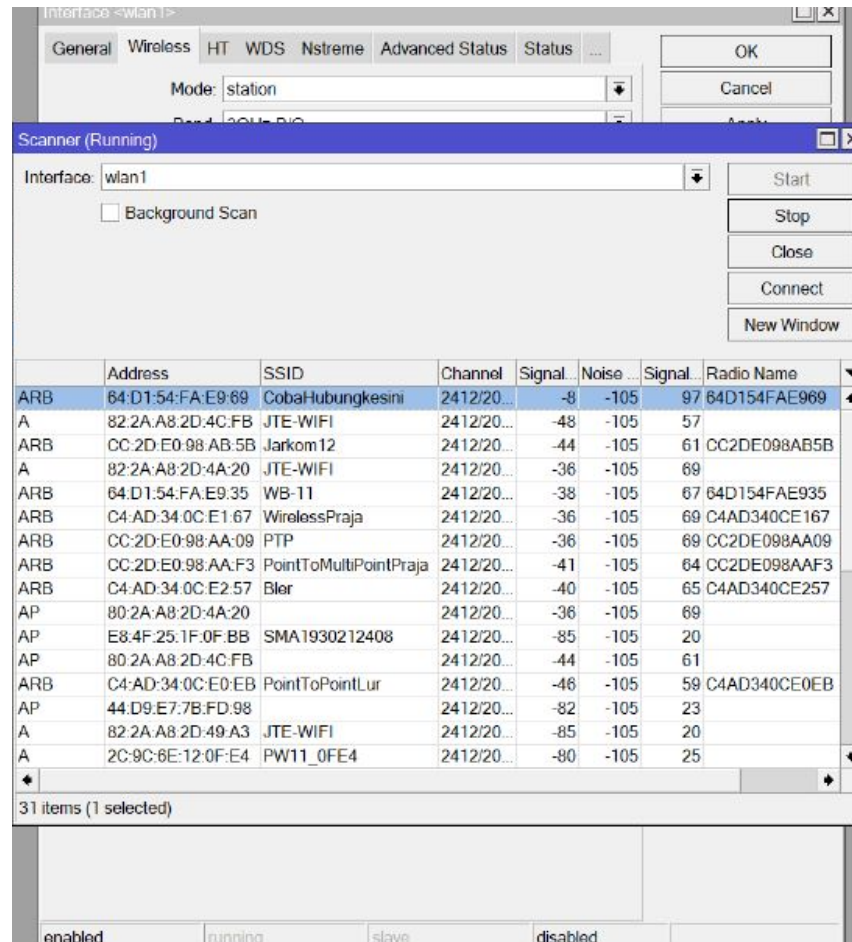 Interface <wlan1>
General Wireless HT WDS Nstreme Advanced Status Status ... OK
Mode: station Cancel
Band 2GHz-B/G Apply
Scanner (Running)
Interface: wlan1 Start
Background Scan Stop
Close
Connect
New Window
Address SSID Channel Signal... Noise ... Signal... Radio Name
ARB 64:D1:54:FA:E9:69 CobaHubungkesini 2412/20... -8 -105 97 64D154FAE969
A 82:2A:A8:2D:4C:FB JTE-WIFI 2412/20... -48 -105 57
ARB CC:2D:E0:98:AB:5B Jarkom12 2412/20... -44 -105 61 CC2DE098AB5B
A 82:2A:A8:2D:4A:20 JTE-WIFI 2412/20... -36 -105 69
ARB 64:D1:54:FA:E9:35 WB-11 2412/20... -38 -105 67 64D154FAE935
ARB C4:AD:34:0C:E1:67 WirelessPraja 2412/20... -36 -105 69 C4AD340CE167
ARB CC:2D:E0:98:AA:09 PTP 2412/20... -36 -105 69 CC2DE098AA09
ARB CC:2D:E0:98:AA:F3 PointToMultiPointPraja 2412/20... -41 -105 64 CC2DE098AAF3
ARB C4:AD:34:0C:E2:57 Bler 2412/20... -40 -105 65 C4AD340CE257
AP 80:2A:A8:2D:4A:20 2412/20... -36 -105 69
AP E8:4F:25:1F:0F:BB SMA1930212408 2412/20... -85 -105 20
AP 80:2A:A8:2D:4C:FB 2412/20... -44 -105 61
ARB C4:AD:34:0C:E0:EB PointToPointLur 2412/20... -46 -105 59 C4AD340CE0EB
AP 44:D9:E7:7B:FD:98 2412/20... -82 -105 23
A 82:2A:A8:2D:49:A3 JTE-WIFI 2412/20... -85 -105 20
A 2C:9C:6E:12:0F:E4 PW11_0FE4 2412/20... -80 -105 25
31 items (1 selected)
enabled running slave disabled